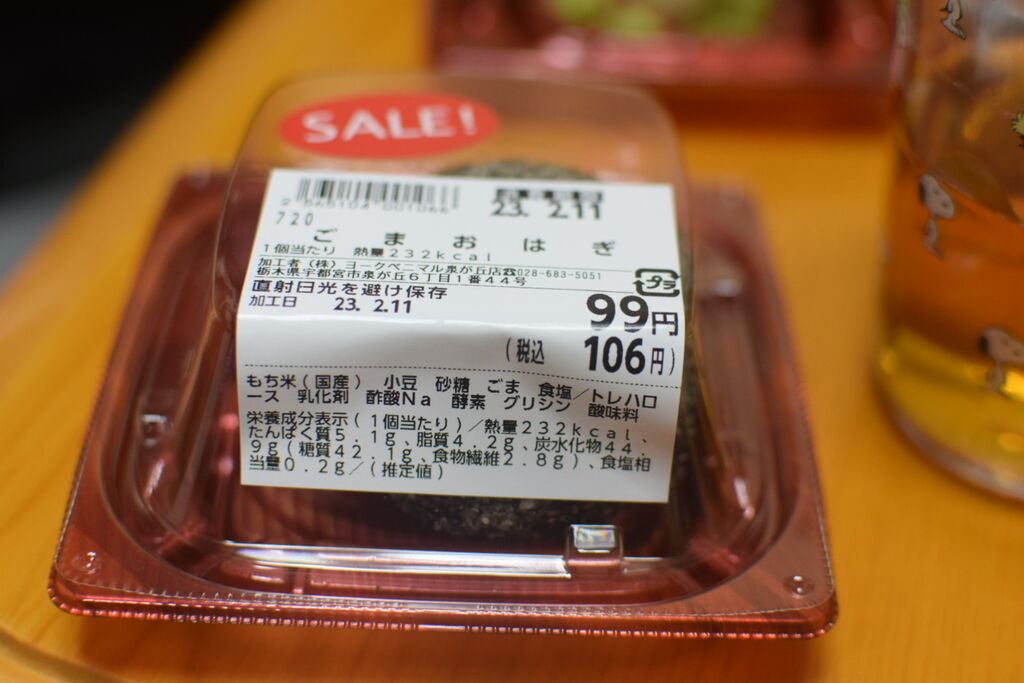 SALE!
23. 2.11
720
ごまおはぎ
1個当たり 熱量232kcal
加工者(株)ヨークベニマル泉が丘店☎028-683-5051
栃木県宇都宮市泉が丘6丁目1番44号
プラ
直射日光を避け保存
加工日 23. 2.11
99円
(税込 106円)
もち米(国産) 小豆 砂糖 ごま 食塩/トレハロ
ース 乳化剤 酢酸Na 酵素 グリシン 酸味料
栄養成分表示(1個当たり)/熱量232kcal、
たんぱく質5.1g、脂質4.2g、炭水化物44.
9g(糖質42.1g、食物繊維2.8g)、食塩相
当量0.2g/(推定値)